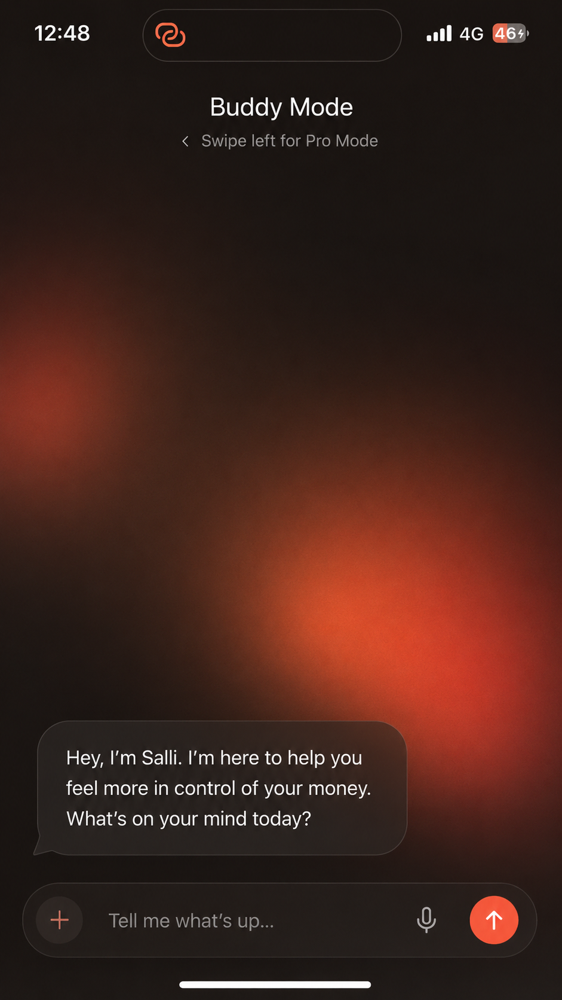 12:48
4G
46
Buddy Mode
Swipe left for Pro Mode
Hey, I’m Salli. I’m here to help you
feel more in control of your money.
What’s on your mind today?
Tell me what’s up...